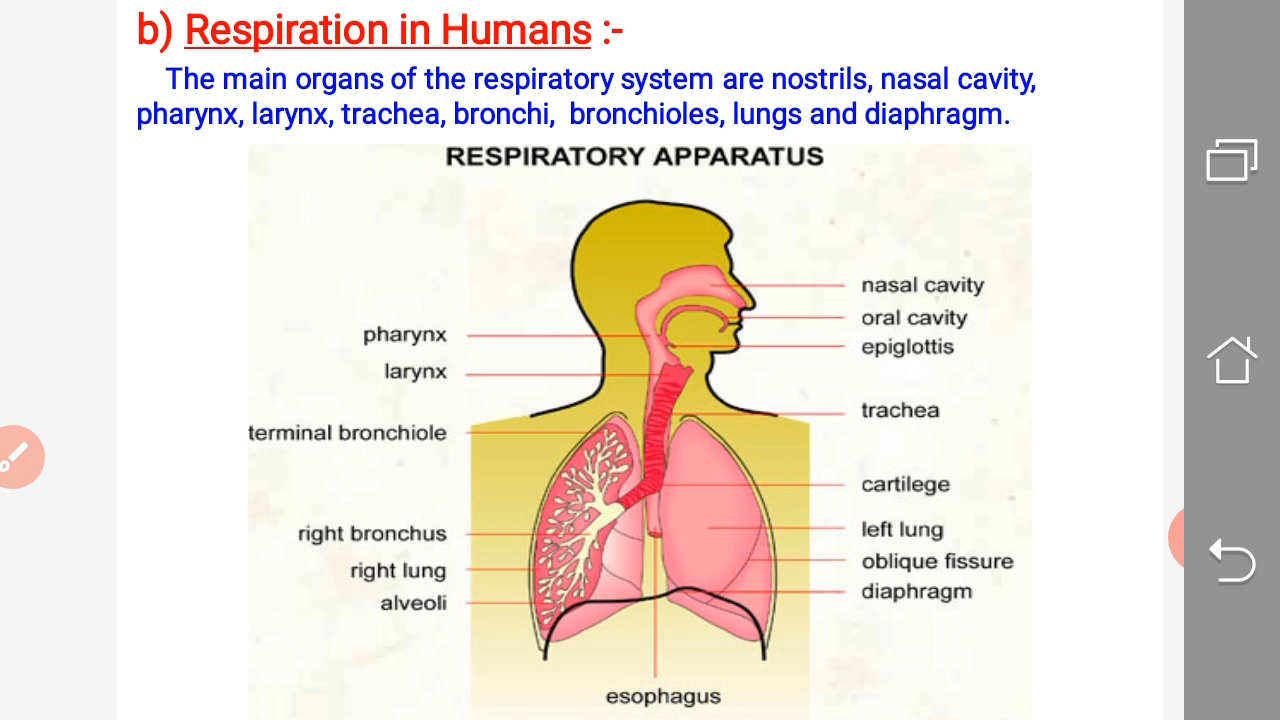 b) Respiration in Humans :-
The main organs of the respiratory system are nostrils, nasal cavity,
pharynx, larynx, trachea, bronchi, bronchioles, lungs and diaphragm.
RESPIRATORY APPARATUS
nasal cavity
oral cavity
epiglottis
trachea
cartilege
left lung
oblique fissure
diaphragm
pharynx
larynx
terminal bronchiole
right bronchus
right lung
alveoli
esophagus